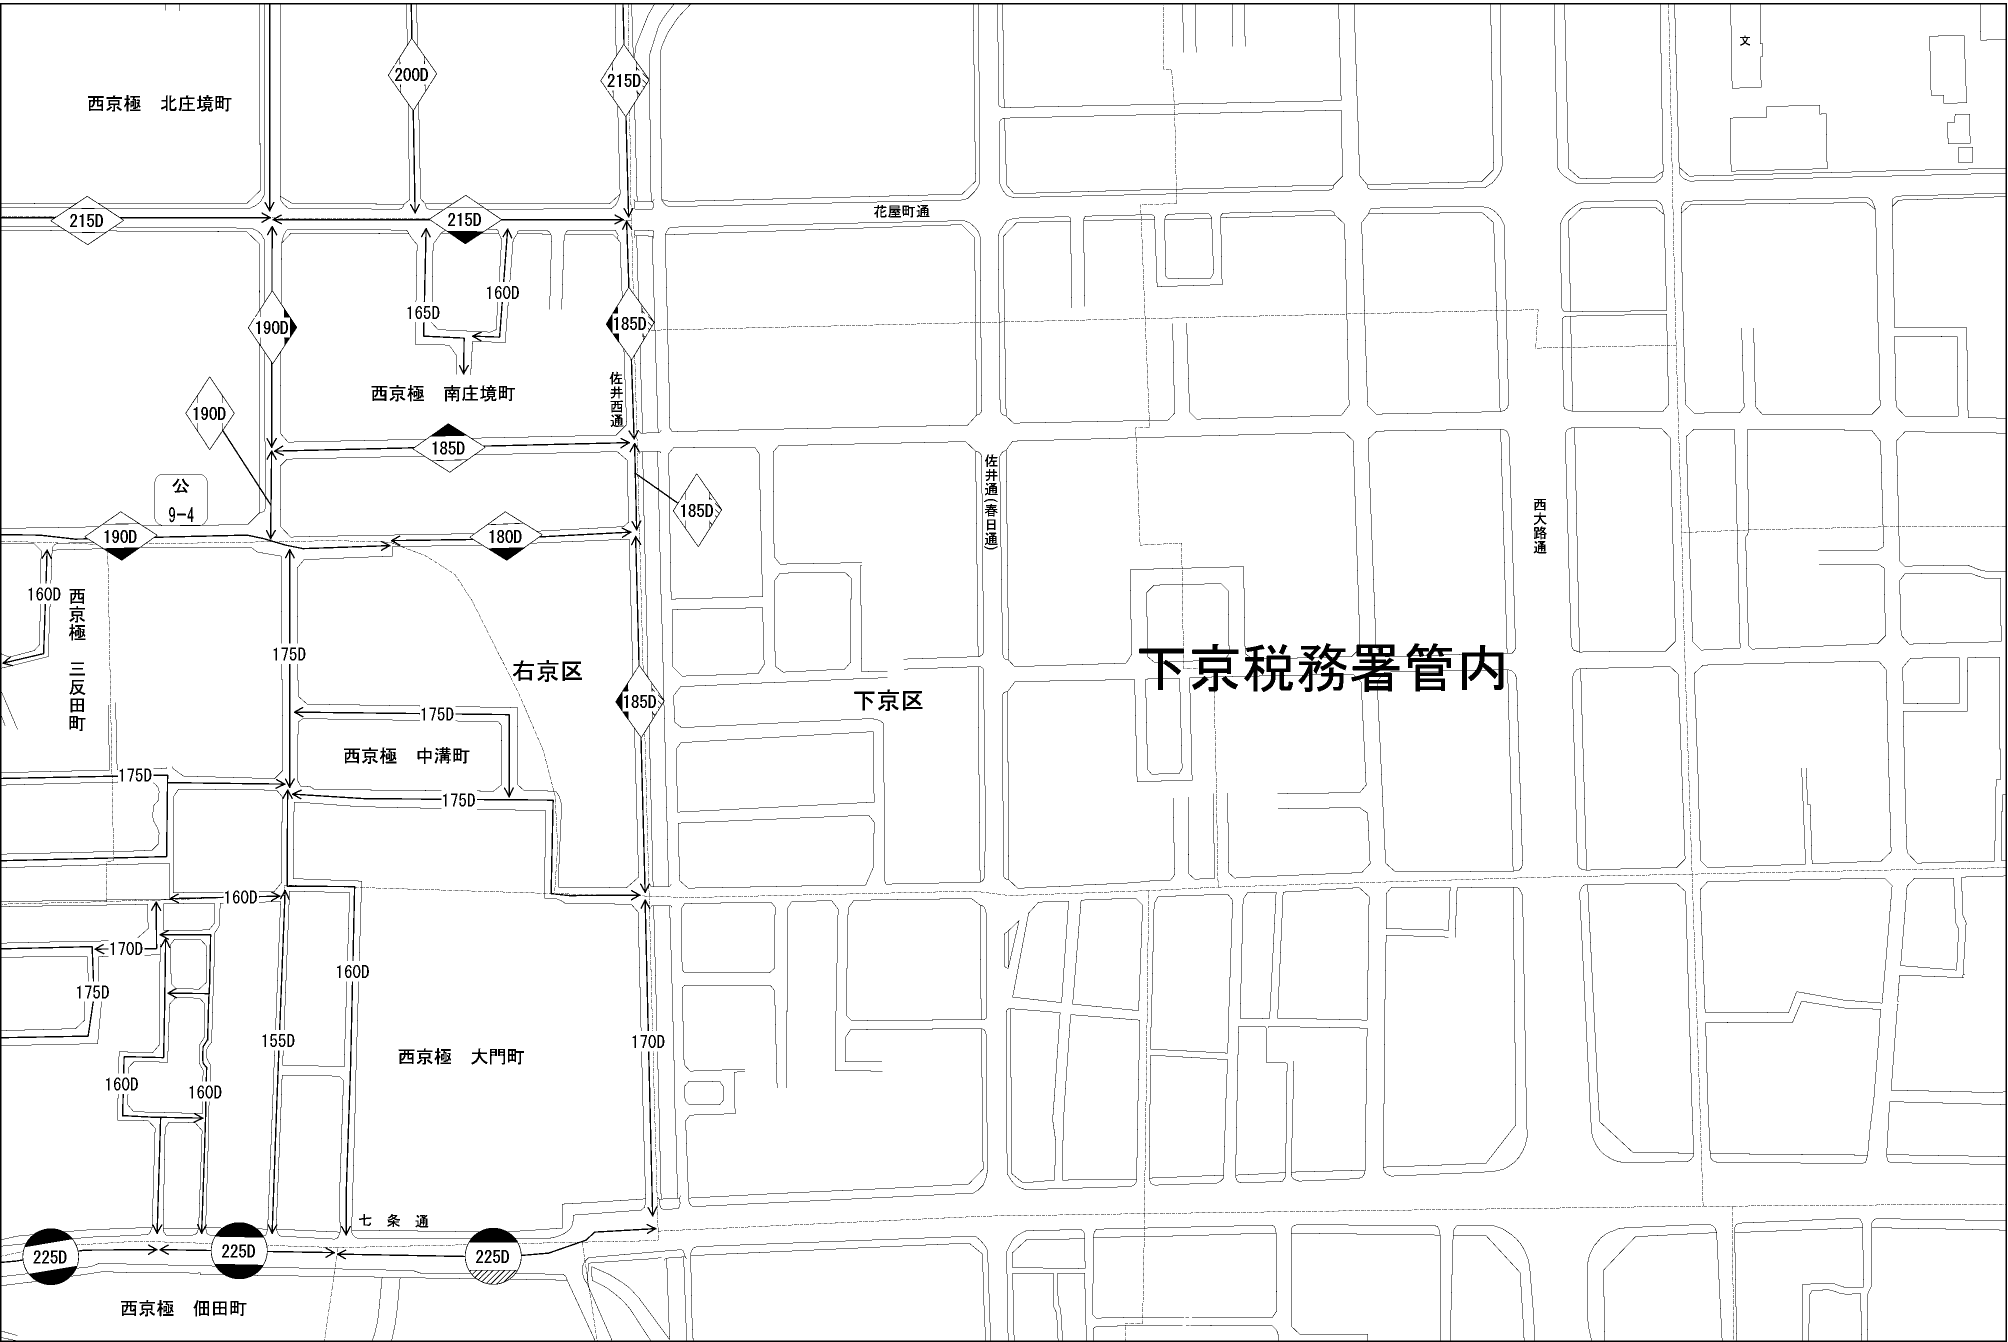 文
200D
215D
西京極　北庄境町
215D
215D
花屋町通
160D
165D
190D
185D
西京極　南庄境町
佐井西通
190D
185D
佐井通(春日通)
公
9-4
185D
西大路通
190D
180D
160D
西京極　三反田町
175D
右京区
下京税務署管内
185D
下京区
175D
西京極　中溝町
175D
175D
160D
170D
160D
175D
155D
170D
西京極　大門町
160D
160D
七条通
225D
225D
225D
西京極　佃田町